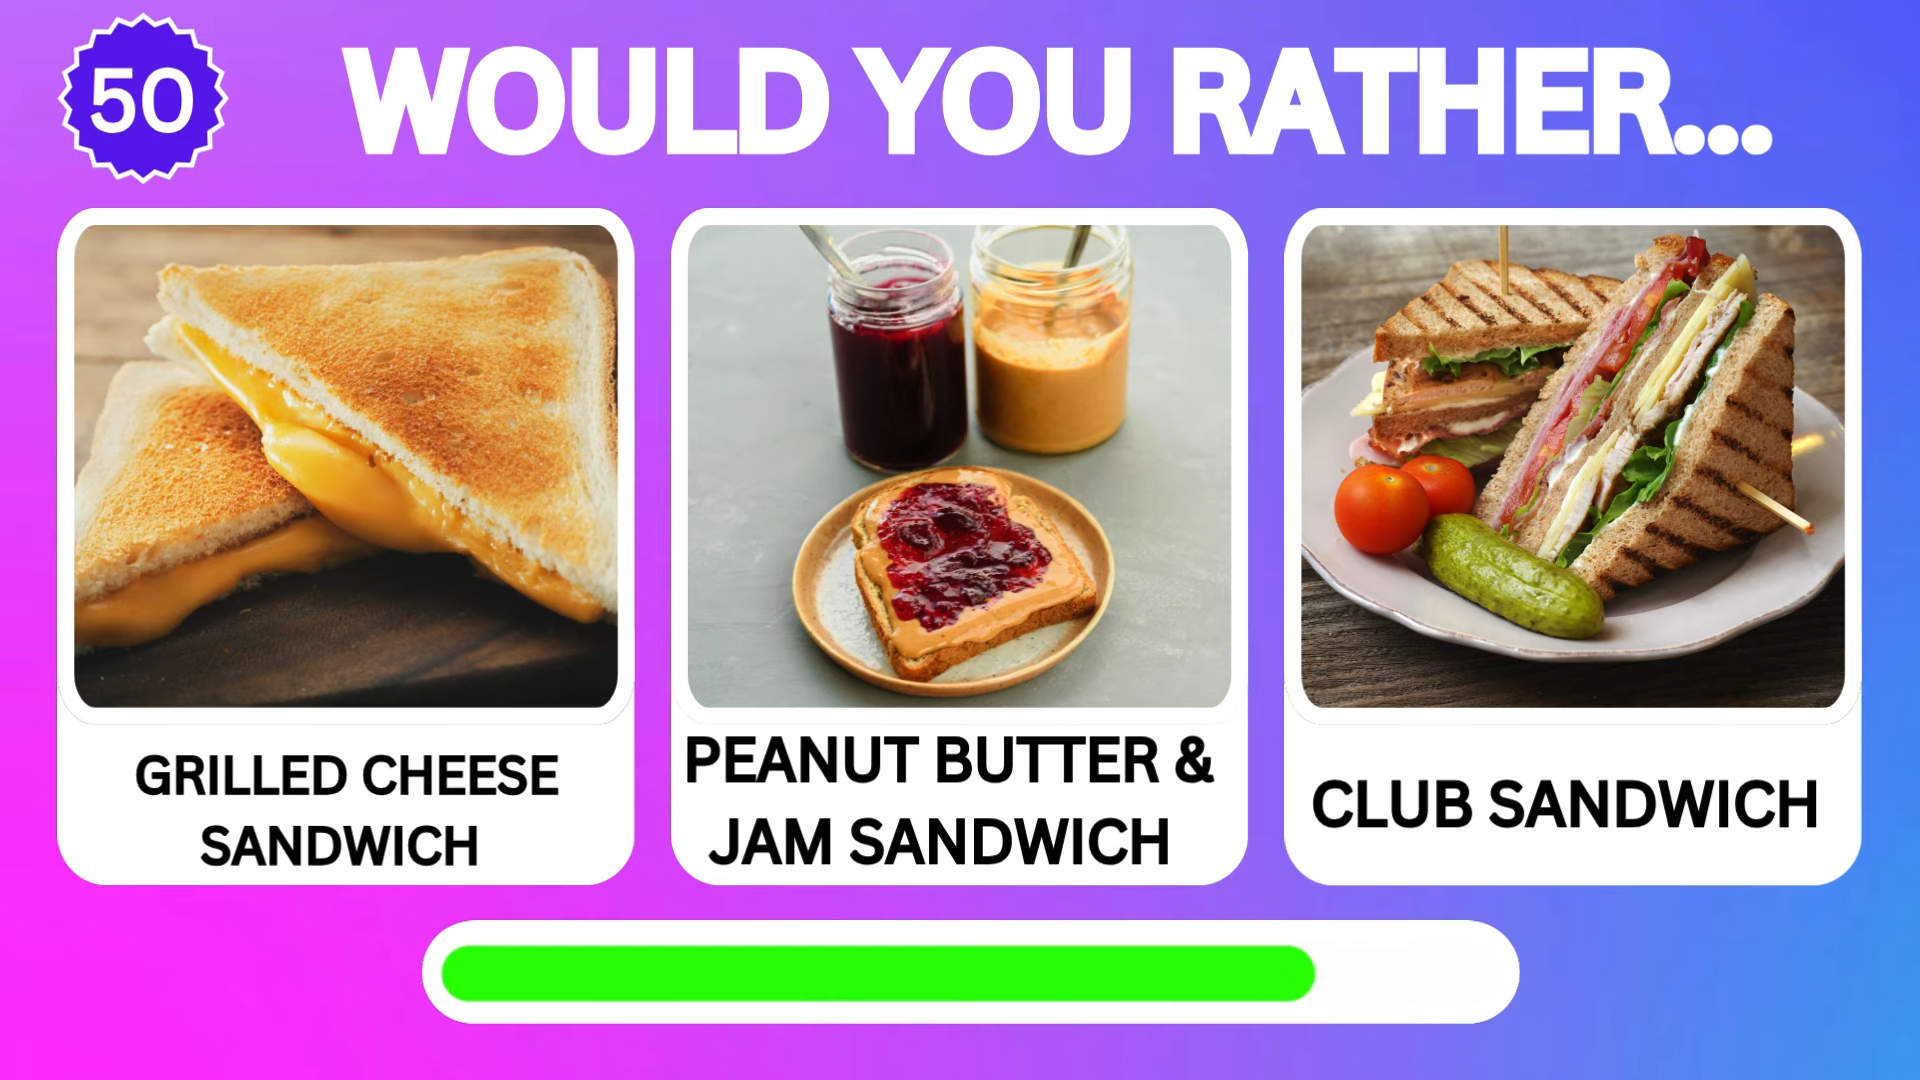 50
WOULD YOU RATHER...
GRILLED CHEESE
SANDWICH
PEANUT BUTTER &
JAM SANDWICH
CLUB SANDWICH